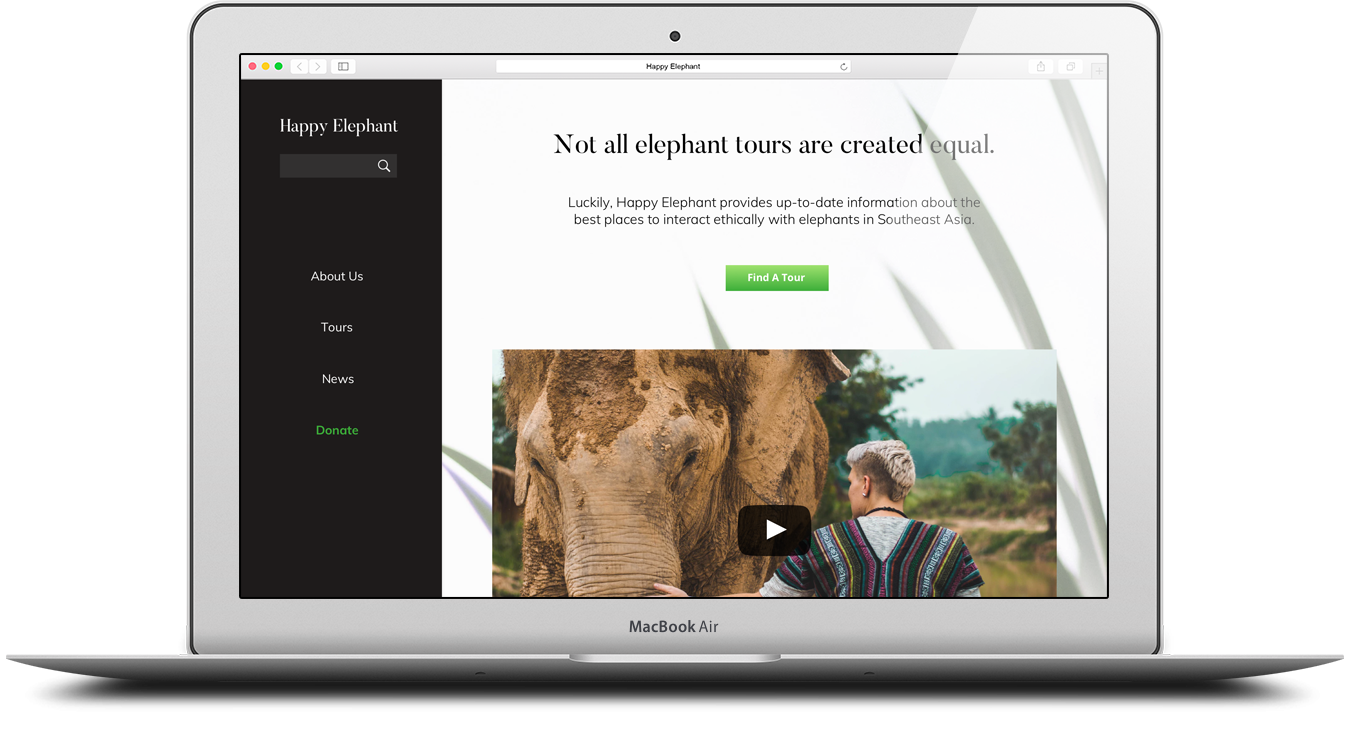 Happy Elephant
Happy Elephant
About Us
Tours
News
Donate
Not all elephant tours are created equal.
Luckily, Happy Elephant provides up-to-date information about the
best places to interact ethically with elephants in Southeast Asia.
Find A Tour
MacBook Air